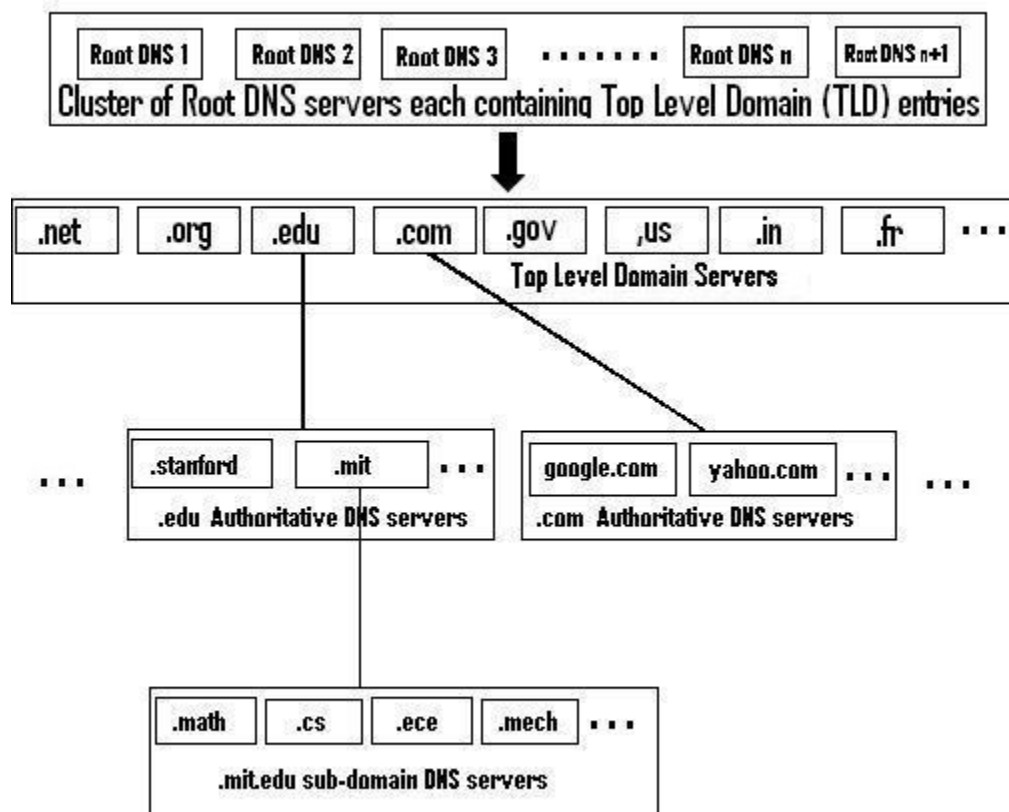 Root DNS 1 Root DNS 2 Root DNS 3 ....... Root DNS n Root DNS n+1
Cluster of Root DNS servers each containing Top Level Domain (TLD) entries
.net .org .edu .com .gov ,us .in .fr ...
Top Level Domain Servers
... .stanford .mit ... google.com yahoo.com ... ...
.edu Authoritative DNS servers .com Authoritative DNS servers
.math .cs .ece .mech ...
.mit.edu sub-domain DNS servers